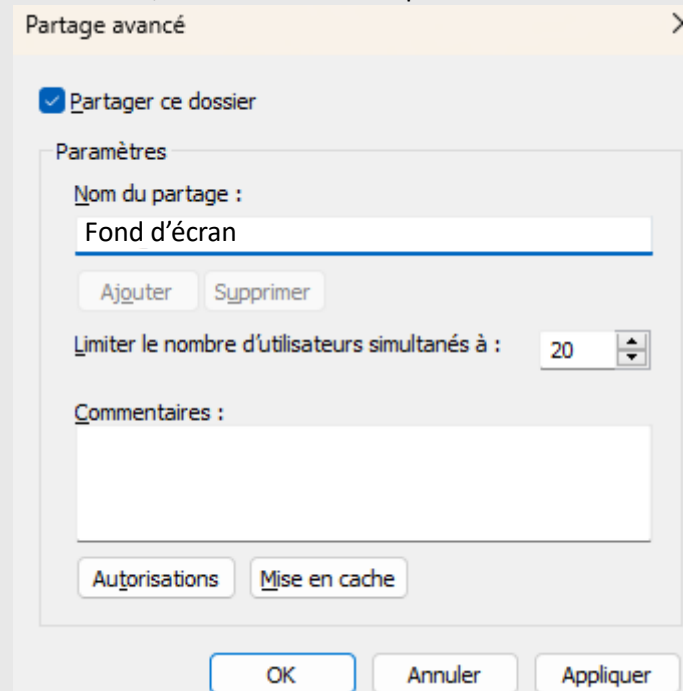 Partage avancé
Partager ce dossier
Paramètres
Nom du partage :
Fond d’écran
Ajouter Supprimer
Limiter le nombre d’utilisateurs simultanés à : 20
Commentaires :
Autorisations Mise en cache
OK Annuler Appliquer